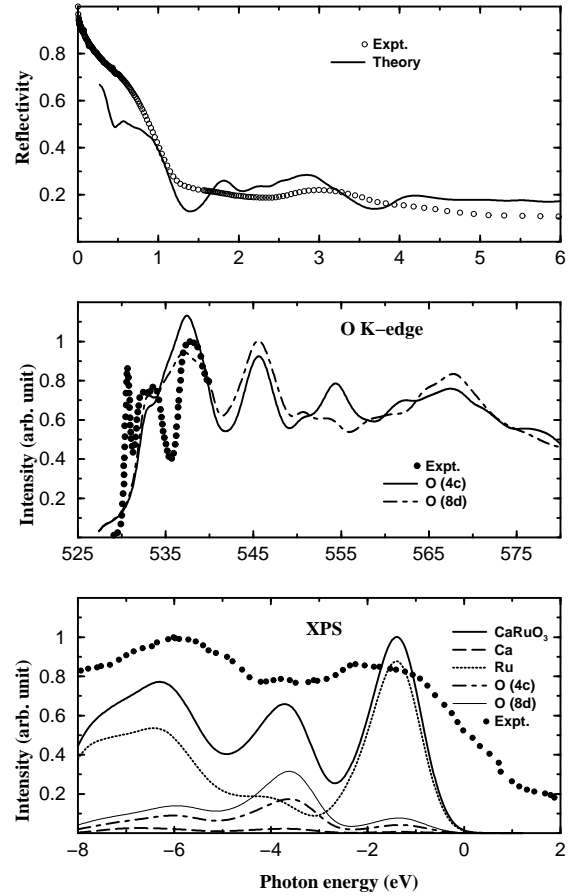 Reflectivity
0.8
0.6
0.4
0.2
Expt.
Theory
0 1 2 3 4 5 6
Intensity (arb. unit)
1
0.8
0.6
0.4
0.2
O K−edge
Expt.
O (4c)
O (8d)
525 535 545 555 565 575
Intensity (arb. unit)
1
0.8
0.6
0.4
0.2
XPS
CaRuO₃
Ca
Ru
O (4c)
O (8d)
Expt.
−8 −6 −4 −2 0 2
Photon energy (eV)